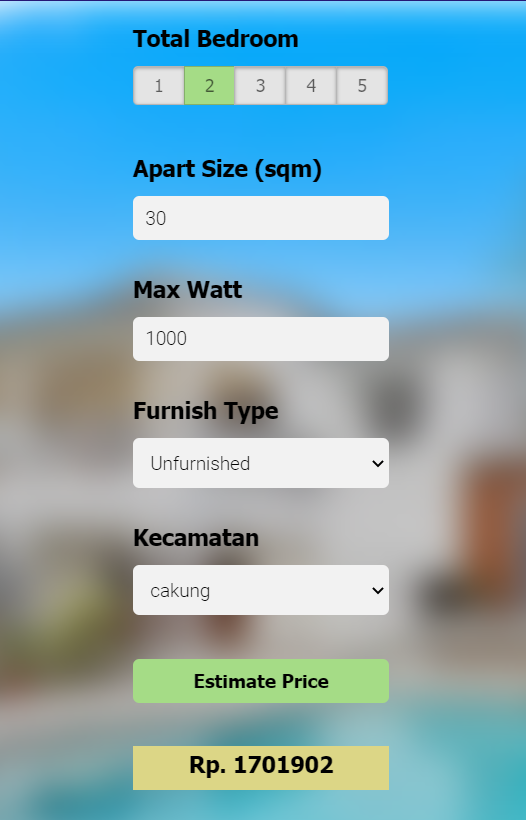 Total Bedroom
1 2 3 4 5
Apart Size (sqm)
30
Max Watt
1000
Furnish Type
Unfurnished
Kecamatan
cakung
Estimate Price
Rp. 1701902